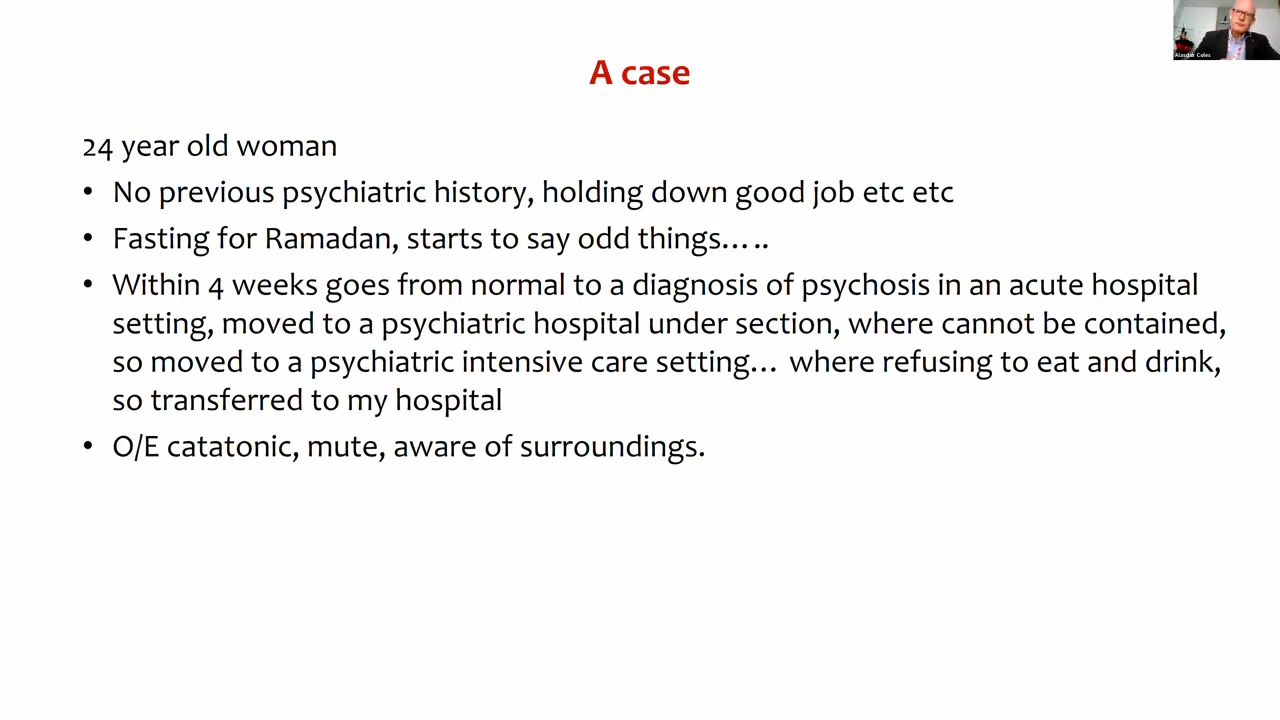 Alasdair Coles
A case
24 year old woman
• No previous psychiatric history, holding down good job etc etc
• Fasting for Ramadan, starts to say odd things…..
• Within 4 weeks goes from normal to a diagnosis of psychosis in an acute hospital
setting, moved to a psychiatric hospital under section, where cannot be contained,
so moved to a psychiatric intensive care setting… where refusing to eat and drink,
so transferred to my hospital
• O/E catatonic, mute, aware of surroundings.